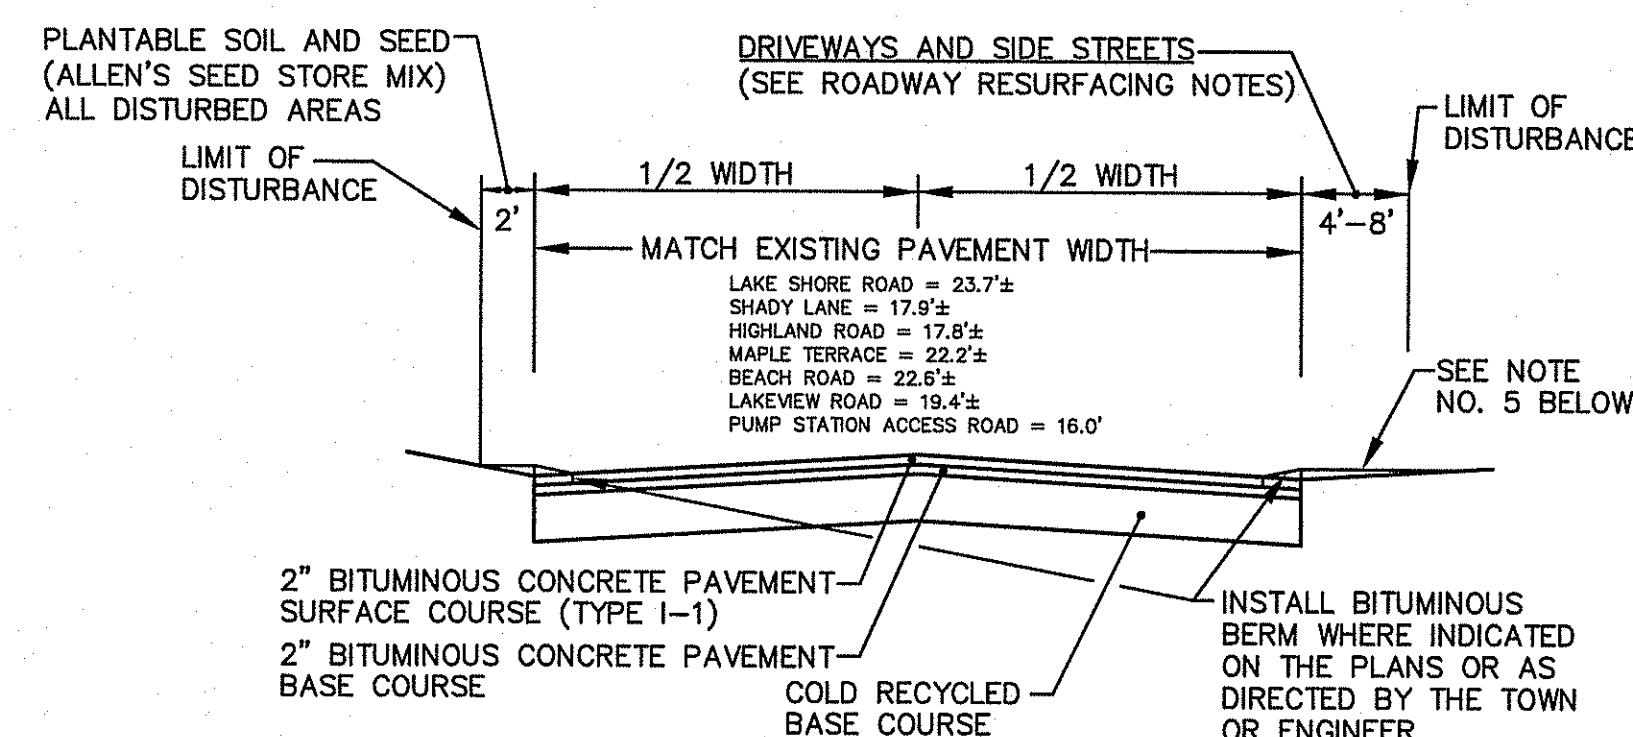 PLANTABLE SOIL AND SEED
(ALLEN'S SEED STORE MIX)
ALL DISTURBED AREAS
DRIVEWAYS AND SIDE STREETS
(SEE ROADWAY RESURFACING NOTES)
LIMIT OF
DISTURBANCE
LIMIT OF
DISTURBANCE
1/2 WIDTH
1/2 WIDTH
2'
4'-8'
MATCH EXISTING PAVEMENT WIDTH
LAKE SHORE ROAD = 23.7'±
SHADY LANE = 17.9'±
HIGHLAND ROAD = 17.8'±
MAPLE TERRACE = 22.2'±
BEACH ROAD = 22.6'±
LAKEVIEW ROAD = 19.4'±
PUMP STATION ACCESS ROAD = 16.0'
SEE NOTE
NO. 5 BELOW
2" BITUMINOUS CONCRETE PAVEMENT
SURFACE COURSE (TYPE I-1)
2" BITUMINOUS CONCRETE PAVEMENT
BASE COURSE
COLD RECYCLED
BASE COURSE
INSTALL BITUMINOUS
BERM WHERE INDICATED
ON THE PLANS OR AS
DIRECTED BY THE TOWN
OR ENGINEER